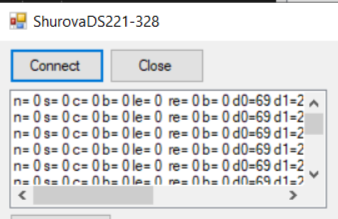 ShurovaDS221-328
Connect Close
n= 0 s= 0 c= 0 b= 0 le= 0 re= 0 b= 0 d0=69 d1=2
n= 0 s= 0 c= 0 b= 0 le= 0 re= 0 b= 0 d0=69 d1=2
n= 0 s= 0 c= 0 b= 0 le= 0 re= 0 b= 0 d0=69 d1=2
n= 0 s= 0 c= 0 b= 0 le= 0 re= 0 b= 0 d0=69 d1=2
n= 0 s= 0 c= 0 b= 0 le= 0 re= 0 b= 0 d0=69 d1=2
n= 0 s= 0 c= 0 b= 0 le= 0 re= 0 b= 0 d0=69 d1=2